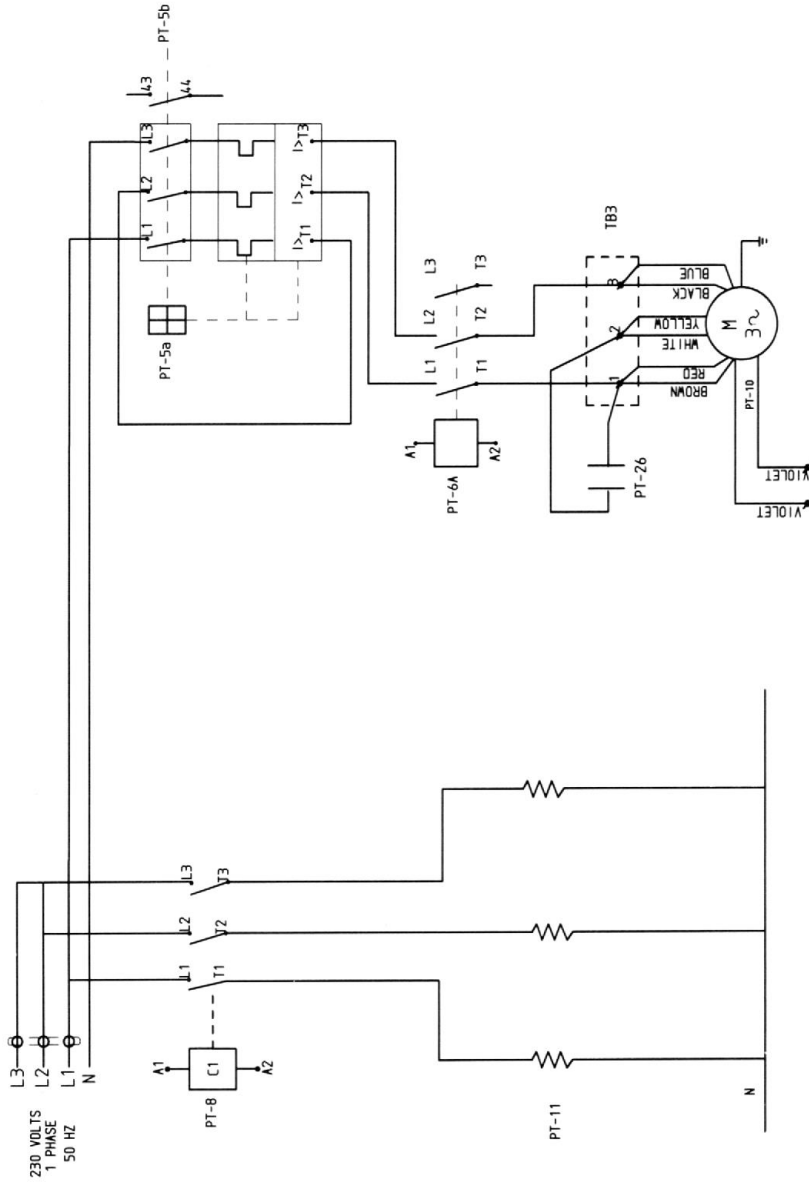 L3
L2
L1
N
230 VOLTS
1 PHASE
50 HZ
A1
C1
A2
PT-8
L1
L2
L3
T1
T2
T3
PT-11
N
PT-5b
43
44
L1
L2
L3
PT-5a
I>
I>
I>
T1
T2
T3
L1
L2
L3
T1
T2
T3
A1
A2
PT-6A
TB3
1
2
3
PT-26
BROWN
RED
WHITE
YELLOW
BLACK
BLUE
M
3~
PT-10
VIOLET
VIOLET